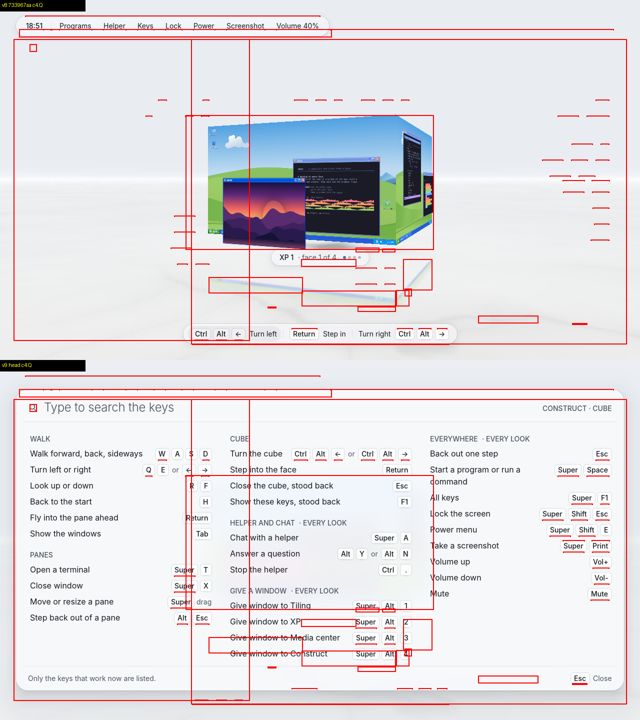 v8 733967aa c4IQ
18:51 Programs Helper Keys Lock Power Screenshot Volume 40%
XP 1 · face 1 of 4
Ctrl Alt ← Turn left Return Step in Turn right Ctrl Alt →
v9 head c4IQ
Type to search the keys CONSTRUCT · CUBE
WALK
Walk forward, back, sideways W A S D
Turn left or right Q E or ← →
Look up or down R F
Back to the start H
Fly into the pane ahead Return
Show the windows Tab
PANES
Open a terminal Super T
Close window Super X
Move or resize a pane Super drag
Step back out of a pane Alt Esc
CUBE
Turn the cube Ctrl Alt ← or Ctrl Alt →
Step into the face Return
Close the cube, stood back Esc
Show these keys, stood back F1
HELPER AND CHAT · EVERY LOOK
Chat with a helper Super A
Answer a question Alt Y or Alt N
Stop the helper Ctrl .
GIVE A WINDOW · EVERY LOOK
Give window to Tiling Super Alt 1
Give window to XP Super Alt 2
Give window to Media center Super Alt 3
Give window to Construct Super Alt
EVERYWHERE · EVERY LOOK
Back out one step Esc
Start a program or run a Super Space
command
All keys Super F1
Lock the screen Super Shift Esc
Power menu Super Shift E
Take a screenshot Super Print
Volume up Vol+
Volume down Vol-
Mute Mute
Only the keys that work now are listed. Esc Close